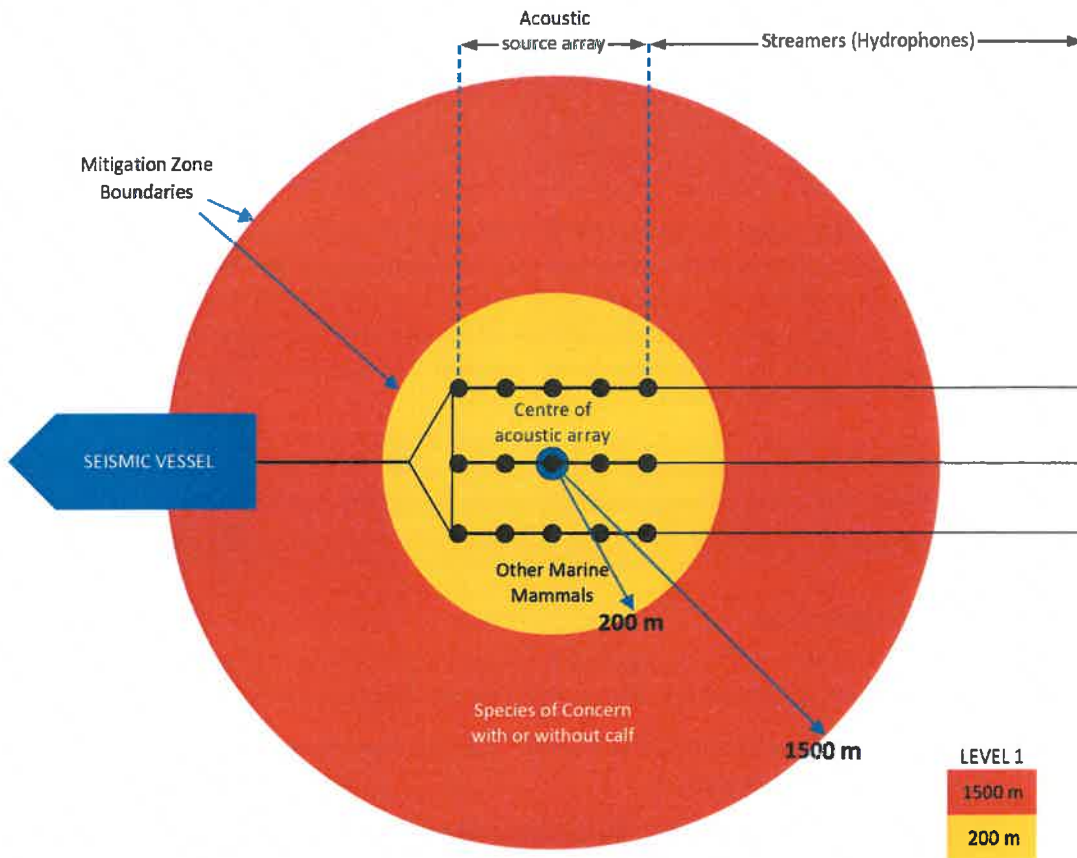 Acoustic
source array
Streamers (Hydrophones)
Mitigation Zone
Boundaries
Centre of
acoustic array
SEISMIC VESSEL
Other Marine
Mammals
200 m
Species of Concern
with or without calf
1500 m
LEVEL 1
1500 m
200 m